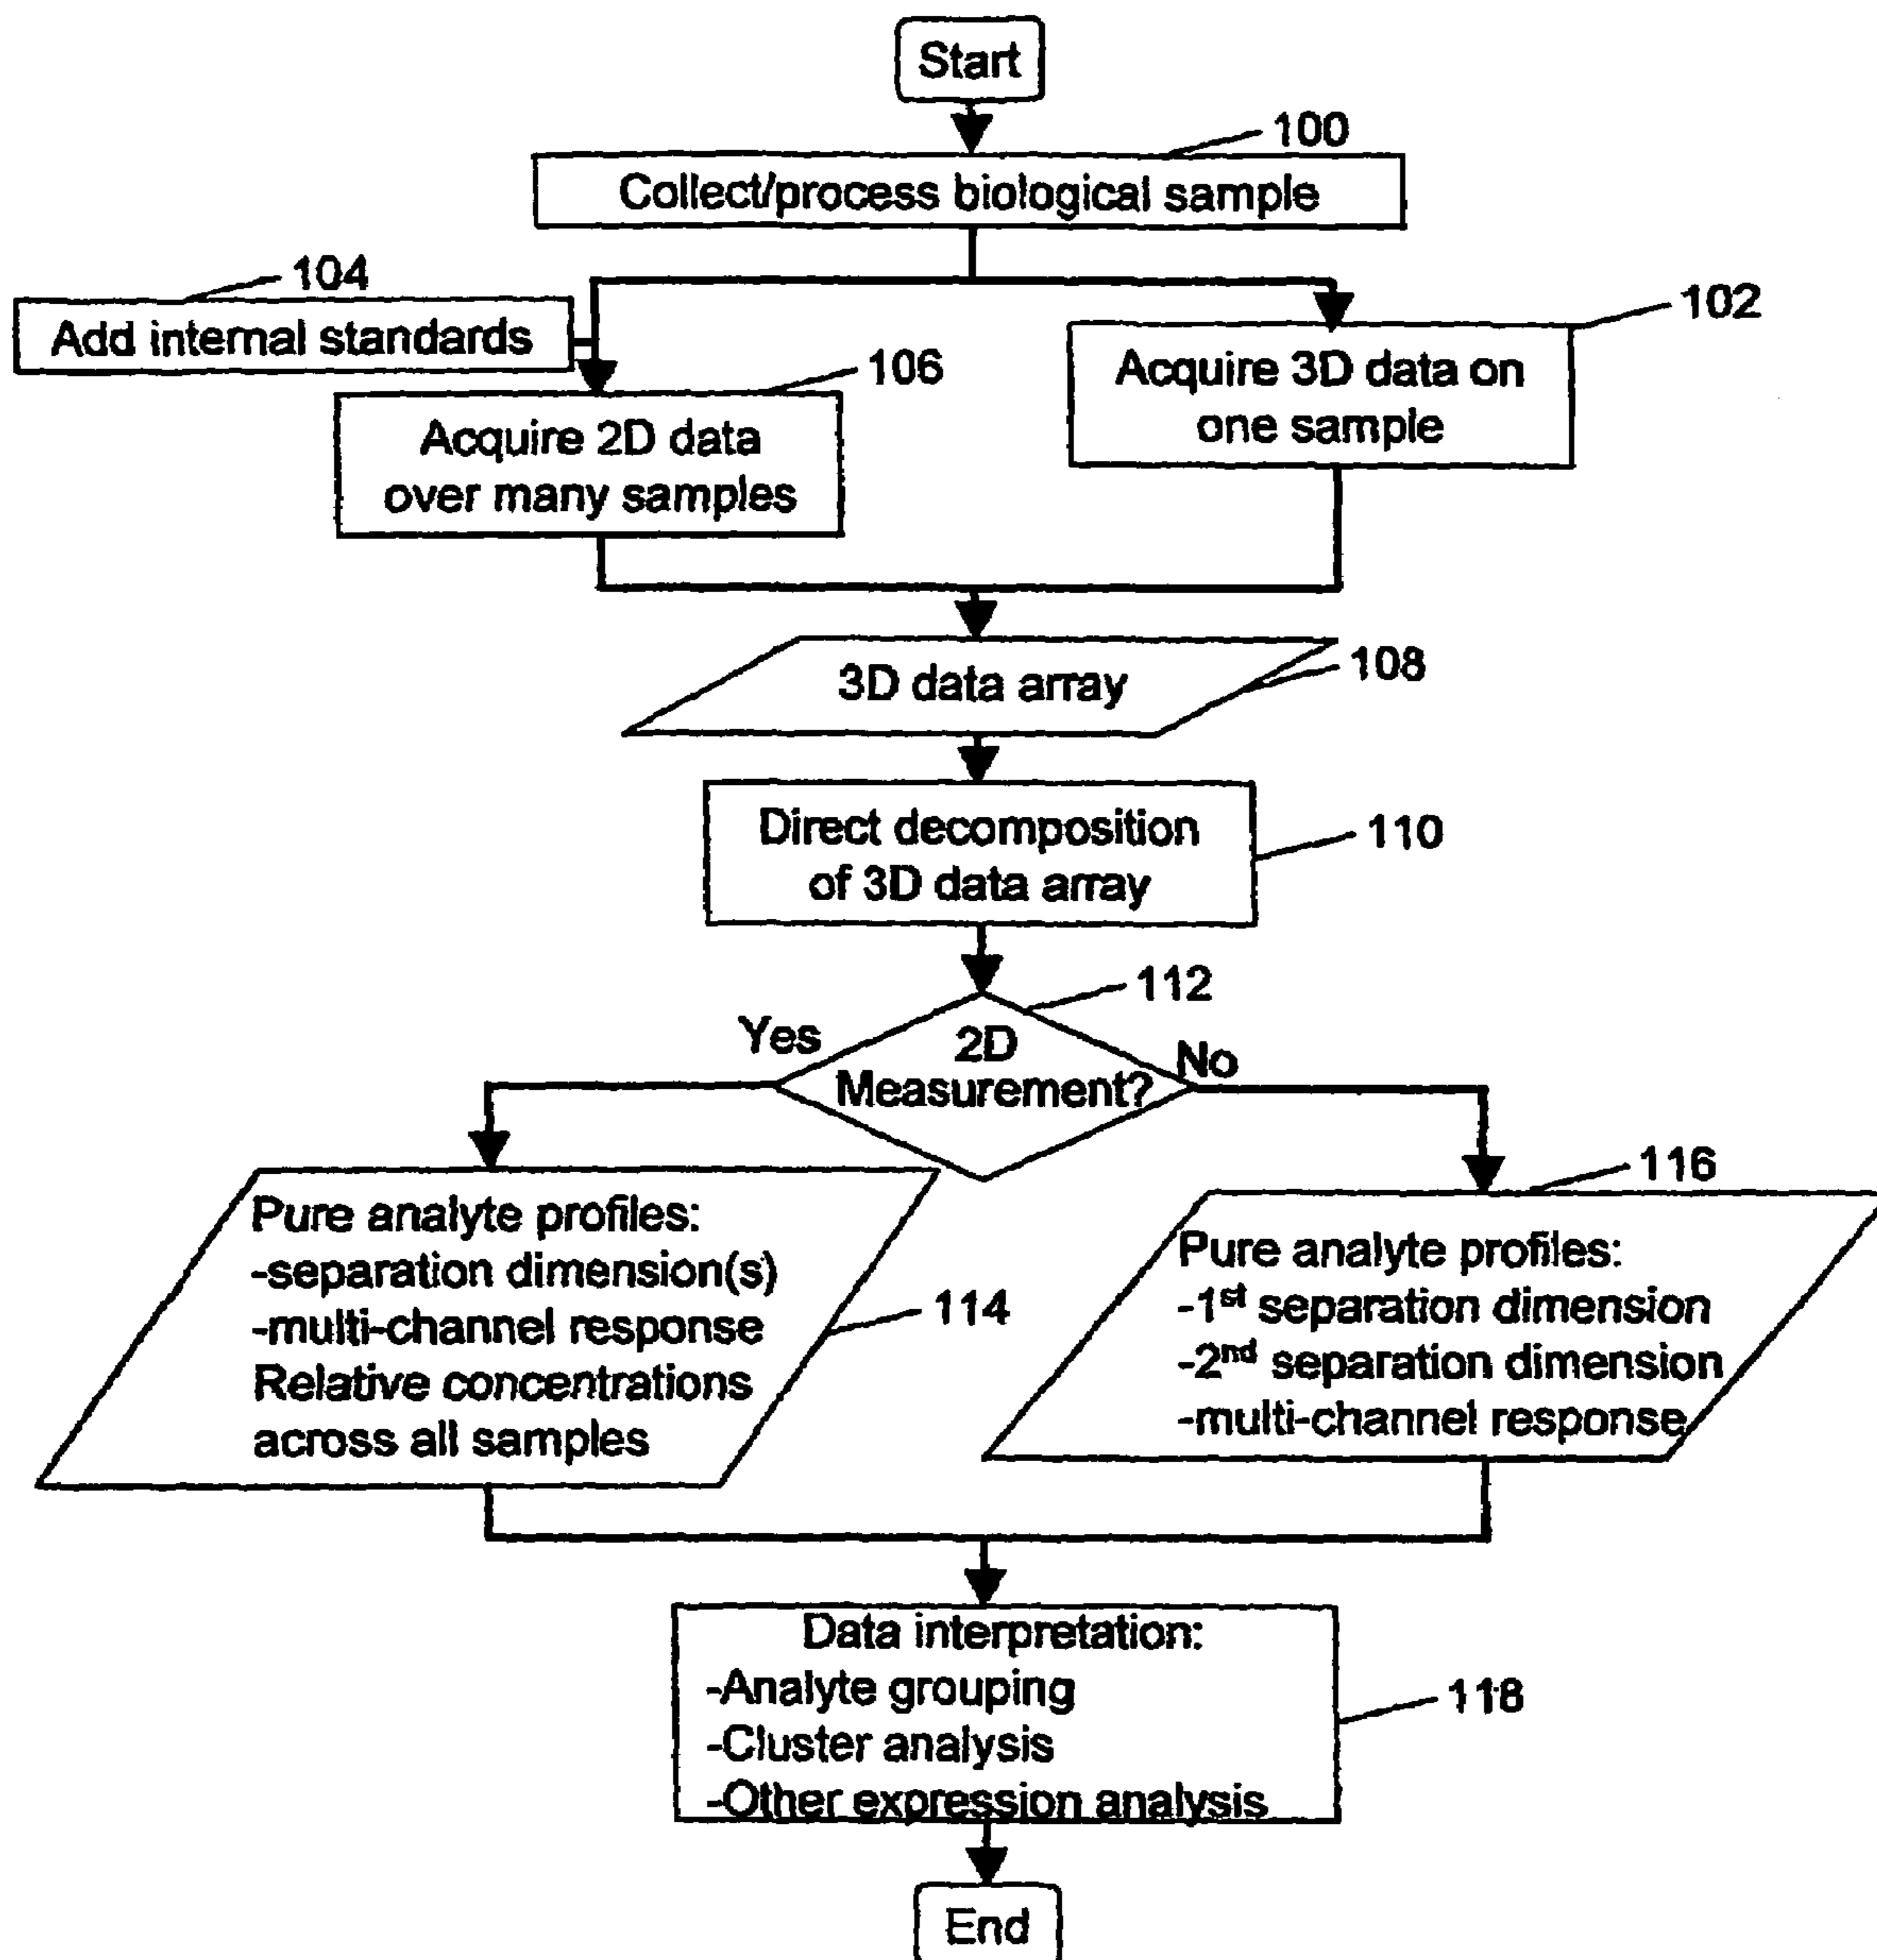 Start
100
Collect/process biological sample
104
Add internal standards
102
Acquire 3D data on
one sample
106
Acquire 2D data
over many samples
3D data array
108
Direct decomposition
of 3D data array
110
112
Yes
2D
Measurement?
No
Pure analyte profiles:
-separation dimension(s)
-multi-channel response
Relative concentrations
across all samples
114
116
Pure analyte profiles:
-1st separation dimension
-2nd separation dimension
-multi-channel response
Data interpretation:
-Analyte grouping
-Cluster analysis
-Other expression analysis
118
End